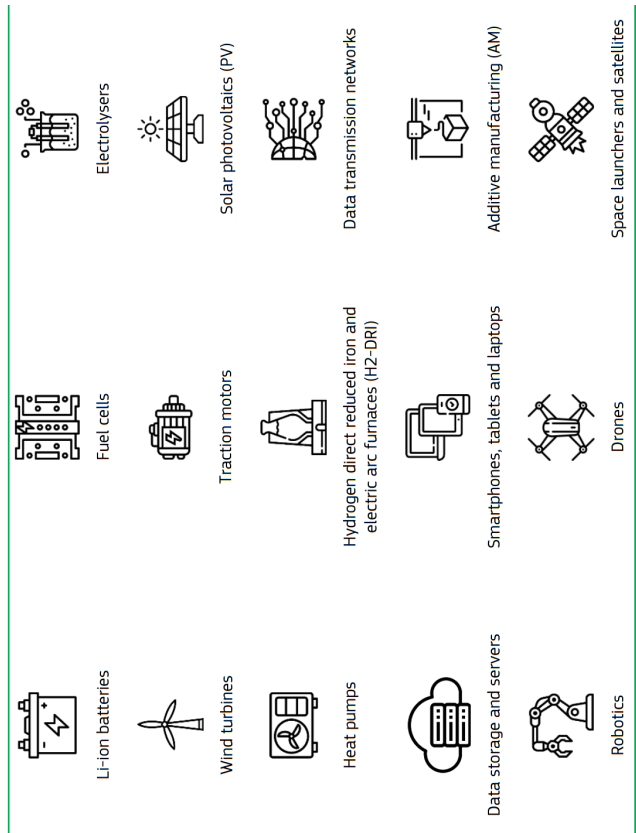 Li-ion batteries
Fuel cells
Electrolysers
Wind turbines
Traction motors
Solar photovoltaics (PV)
Heat pumps
Hydrogen direct reduced iron and
electric arc furnaces (H2-DRI)
Data transmission networks
Data storage and servers
Smartphones, tablets and laptops
Additive manufacturing (AM)
Robotics
Drones
Space launchers and satellites